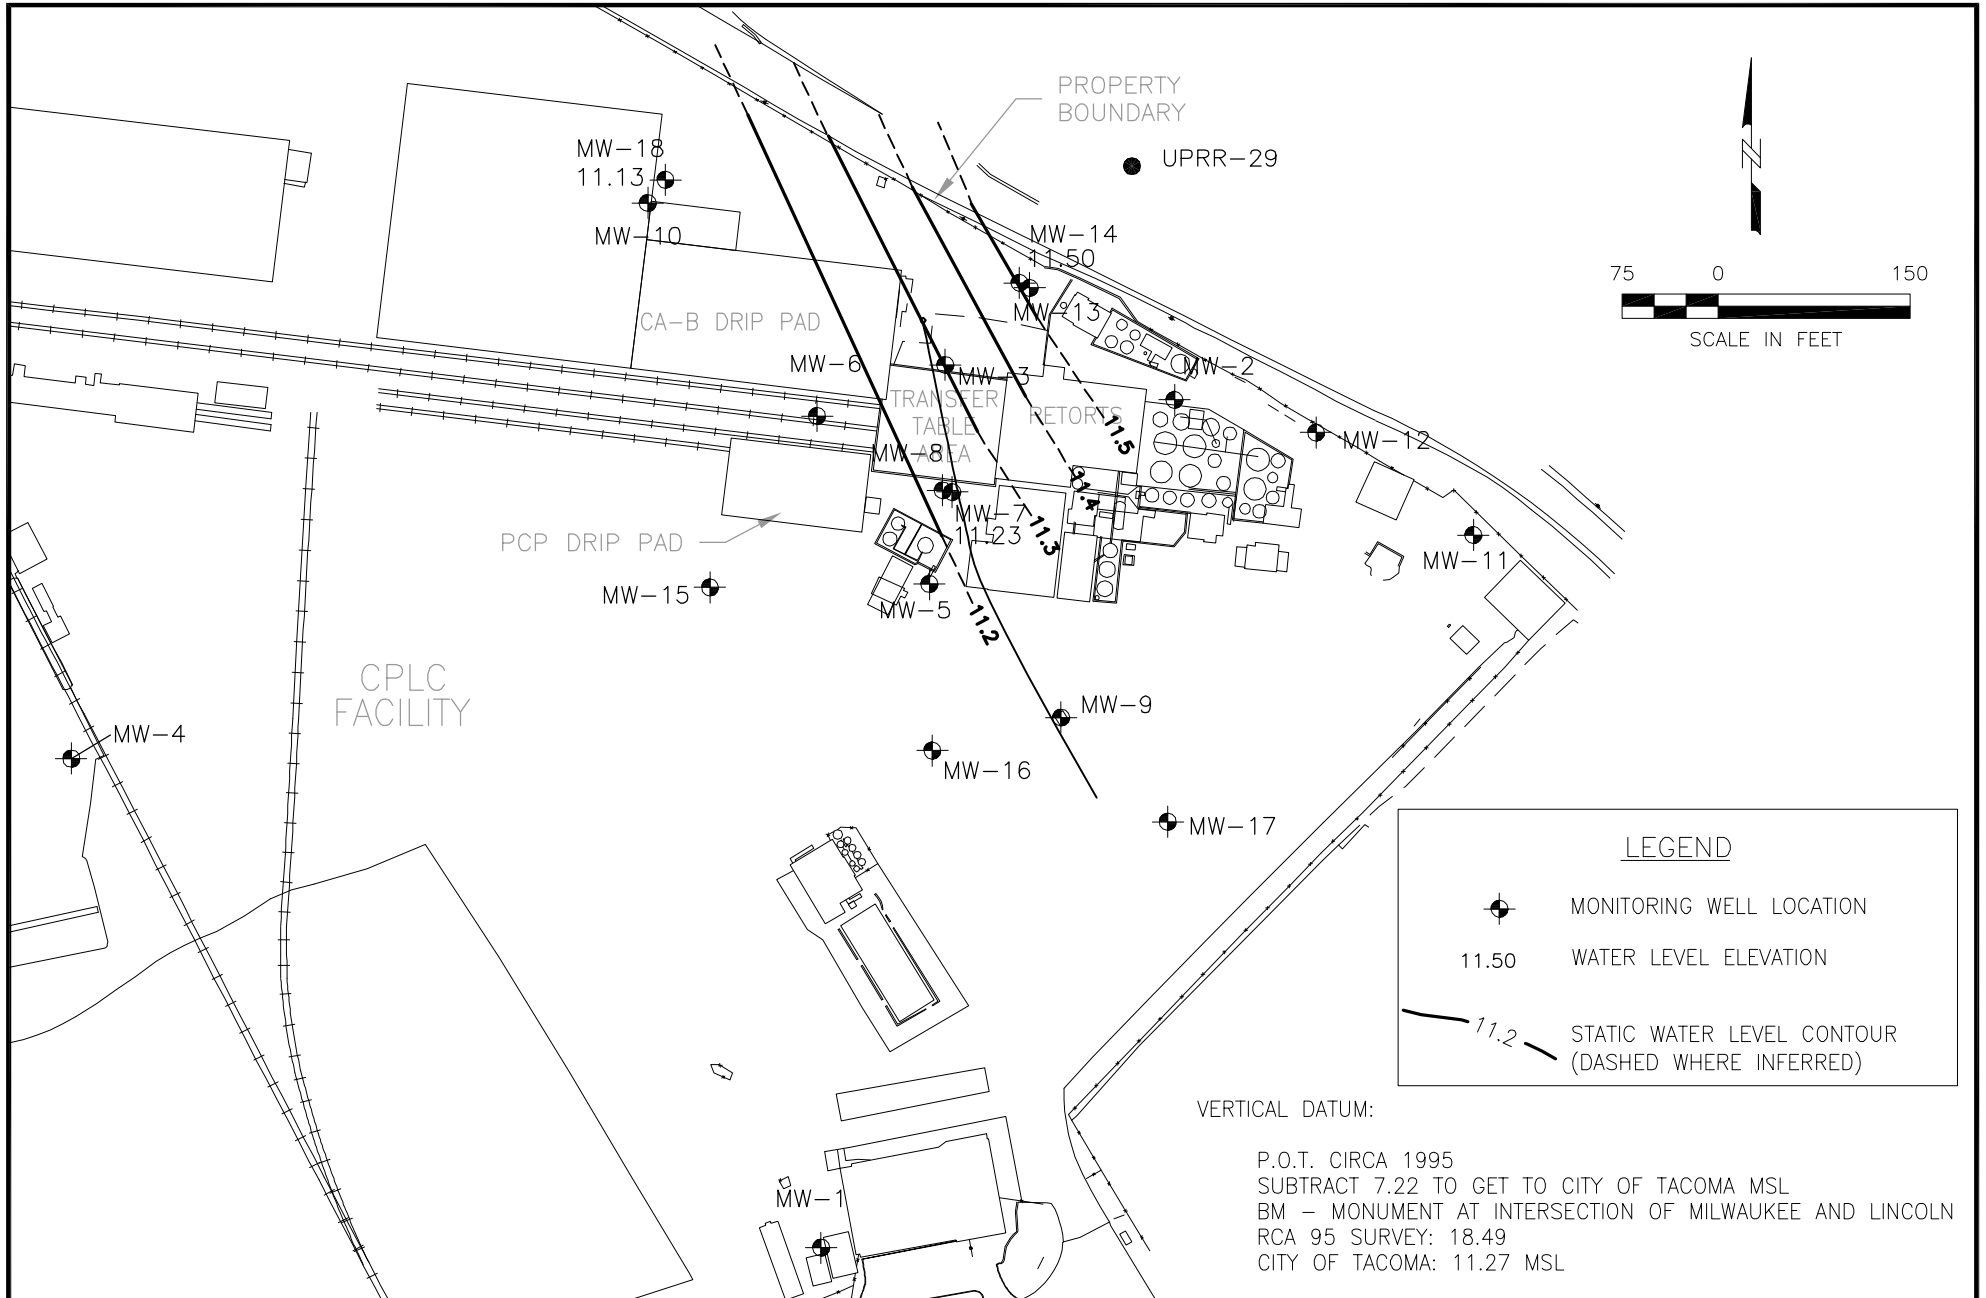 PROPERTY
BOUNDARY
UPRR-29
MW-18
11.13
MW-10
MW-14
11.50
MW-13
75 0 150
SCALE IN FEET
CA-B DRIP PAD
MW-6
MW-3
MW-2
TRANSFER
TABLE
AREA
RETORTS
11.5
MW-12
MW-8
11.4
MW-7
11.23
11.3
PCP DRIP PAD
MW-11
MW-15
MW-5
11.2
CPLC
FACILITY
MW-4
MW-9
MW-16
MW-17
LEGEND
MONITORING WELL LOCATION
11.50 WATER LEVEL ELEVATION
11.2 STATIC WATER LEVEL CONTOUR
(DASHED WHERE INFERRED)
VERTICAL DATUM:
P.O.T. CIRCA 1995
SUBTRACT 7.22 TO GET TO CITY OF TACOMA MSL
BM - MONUMENT AT INTERSECTION OF MILWAUKEE AND LINCOLN
RCA 95 SURVEY: 18.49
CITY OF TACOMA: 11.27 MSL
MW-1
N